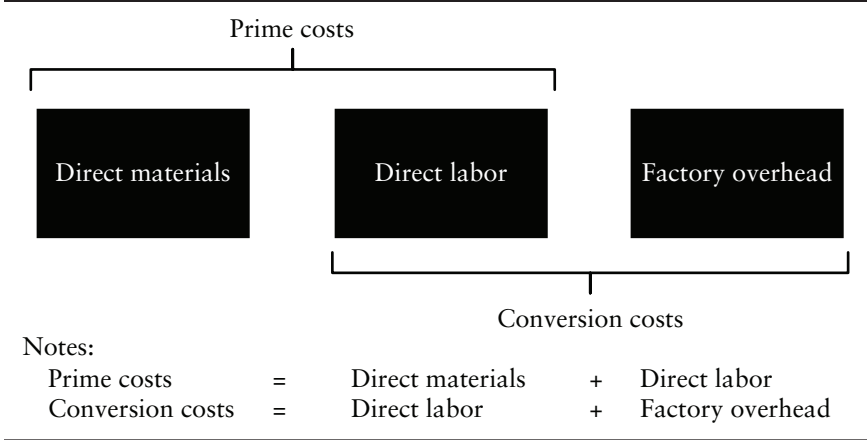 Prime costs
Direct materials Direct labor Factory overhead
Conversion costs
Notes:
Prime costs = Direct materials + Direct labor
Conversion costs = Direct labor + Factory overhead